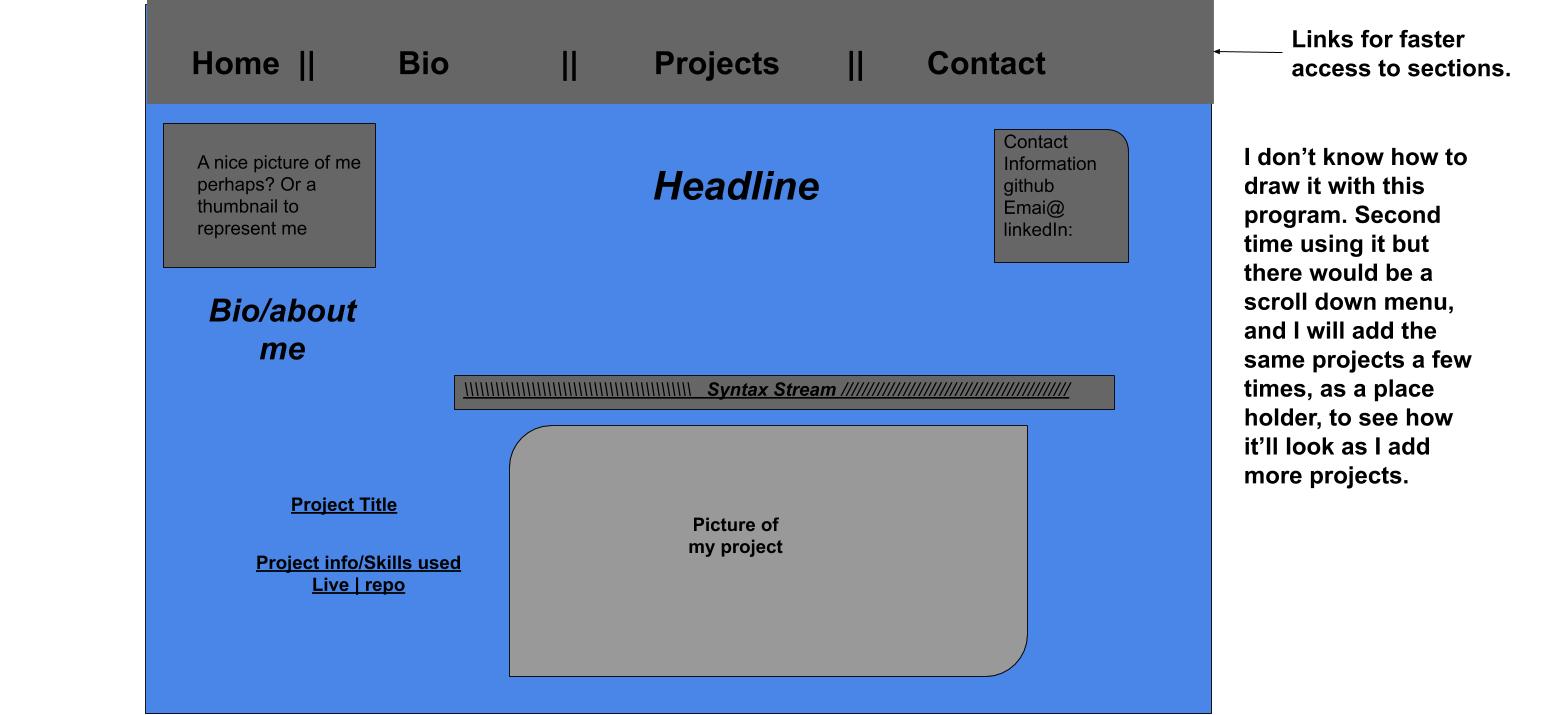 Home || Bio || Projects || Contact
Links for faster
access to sections.
A nice picture of me
perhaps? Or a
thumbnail to
represent me
Headline
Contact
Information
github
Emai@
linkedIn:
I don’t know how to
draw it with this
program. Second
time using it but
there would be a
scroll down menu,
and I will add the
same projects a few
times, as a place
holder, to see how
it’ll look as I add
more projects.
Bio/about
me
\\\\\\\\\\\\\\\\\\\\\\\\\\\\\\\\\\\\\\\\\\\ Syntax Stream ///////////////////////////////////////////
Project Title
Project info/Skills used
Live | repo
Picture of
my project